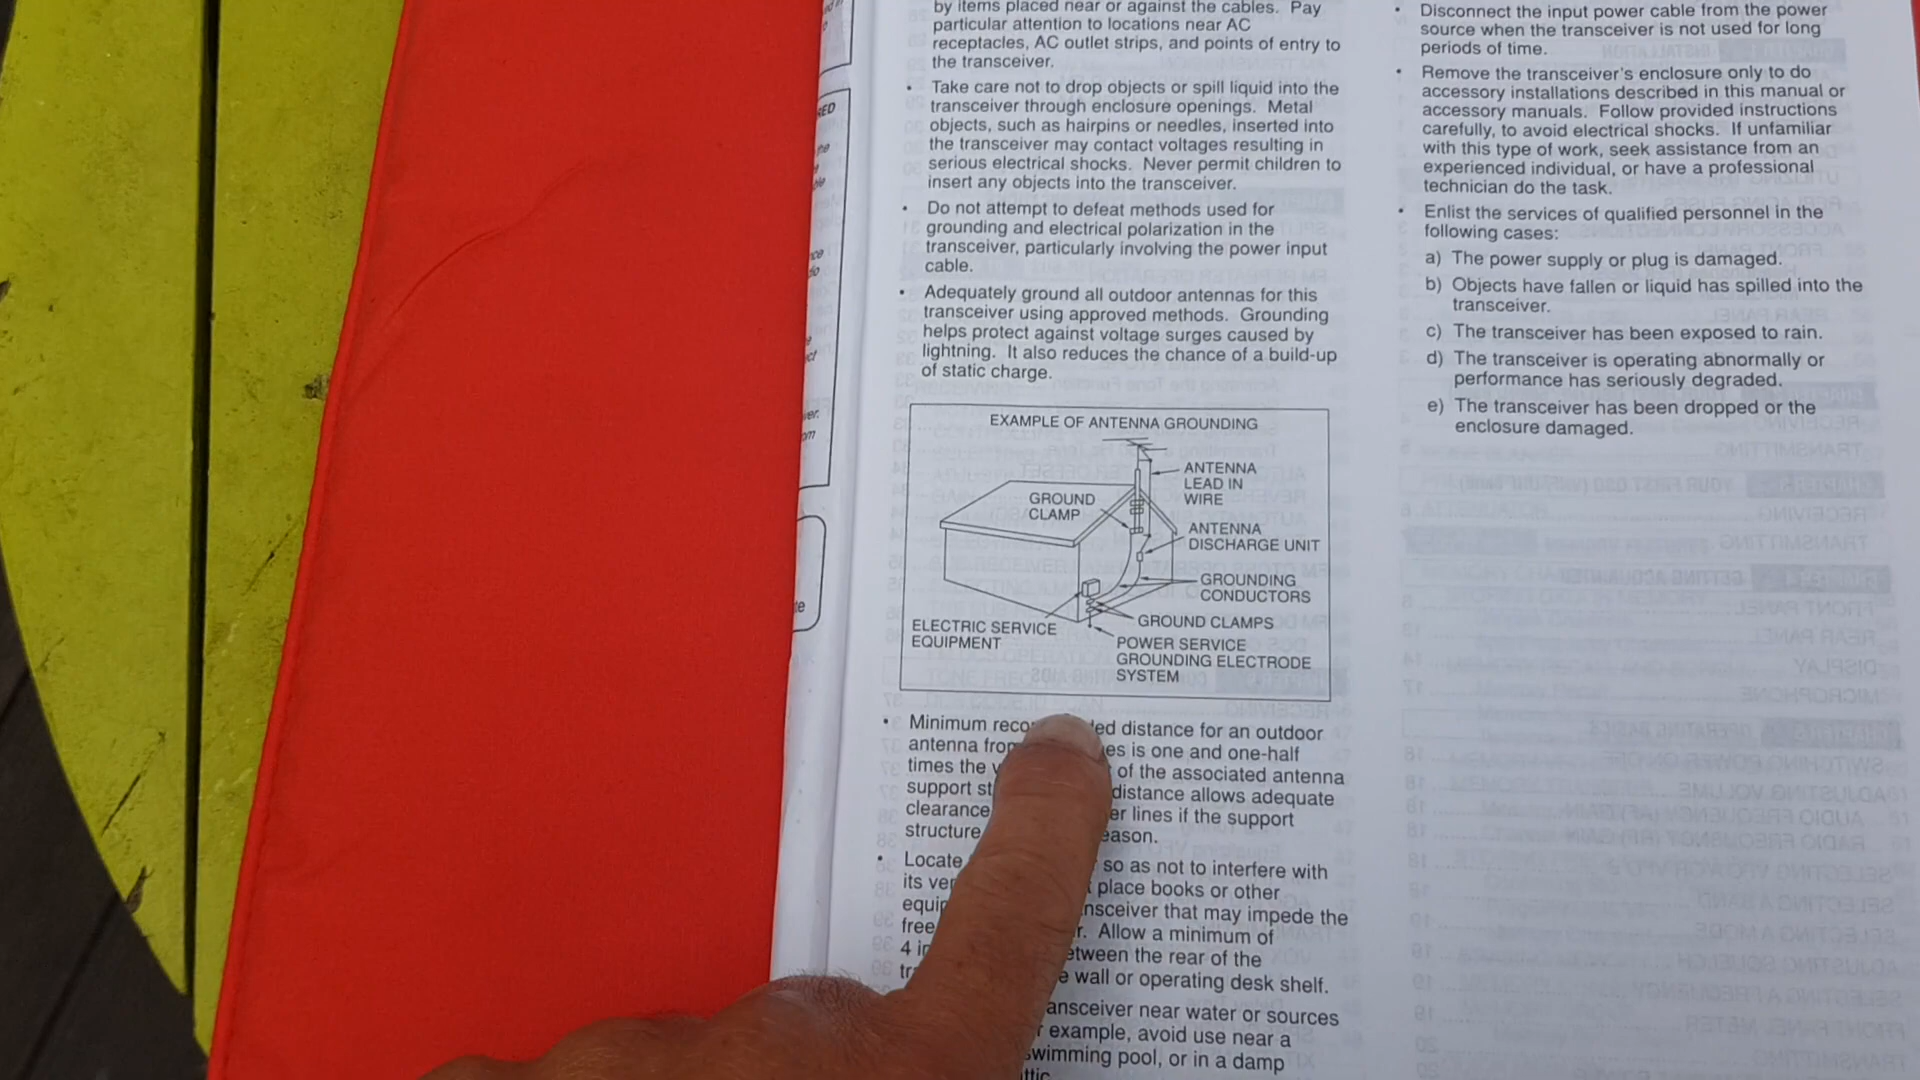 by items placed near or against the cables. Pay
particular attention to locations near AC
receptacles, AC outlet strips, and points of entry to
the transceiver.
• Take care not to drop objects or spill liquid into the
transceiver through enclosure openings. Metal
objects, such as hairpins or needles, inserted into
the transceiver may contact voltages resulting in
serious electrical shocks. Never permit children to
insert any objects into the transceiver.
• Do not attempt to defeat methods used for
grounding and electrical polarization in the
transceiver, particularly involving the power input
cable.
• Adequately ground all outdoor antennas for this
transceiver using approved methods. Grounding
helps protect against voltage surges caused by
lightning. It also reduces the chance of a build-up
of static charge.
EXAMPLE OF ANTENNA GROUNDING
ANTENNA
LEAD IN
WIRE
GROUND
CLAMP
ANTENNA
DISCHARGE UNIT
GROUNDING
CONDUCTORS
GROUND CLAMPS
ELECTRIC SERVICE
EQUIPMENT
POWER SERVICE
GROUNDING ELECTRODE
SYSTEM
• Minimum distance for an outdoor
antenna is one and one-half
times the of the associated antenna
support distance allows adequate
clearance lines if the support
structure
• Locate so as not to interfere with
its place books or other
that may impede the
free Allow a minimum of
4 between the rear of the
wall or operating desk shelf.
near water or sources
example, avoid use near a
swimming pool, or in a damp
• Disconnect the input power cable from the power
source when the transceiver is not used for long
periods of time.
• Remove the transceiver's enclosure only to do
accessory installations described in this manual or
accessory manuals. Follow provided instructions
carefully, to avoid electrical shocks. If unfamiliar
with this type of work, seek assistance from an
experienced individual, or have a professional
technician do the task.
• Enlist the services of qualified personnel in the
following cases:
a) The power supply or plug is damaged.
b) Objects have fallen or liquid has spilled into the
transceiver.
c) The transceiver has been exposed to rain.
d) The transceiver is operating abnormally or
performance has seriously degraded.
e) The transceiver has been dropped or the
enclosure damaged.